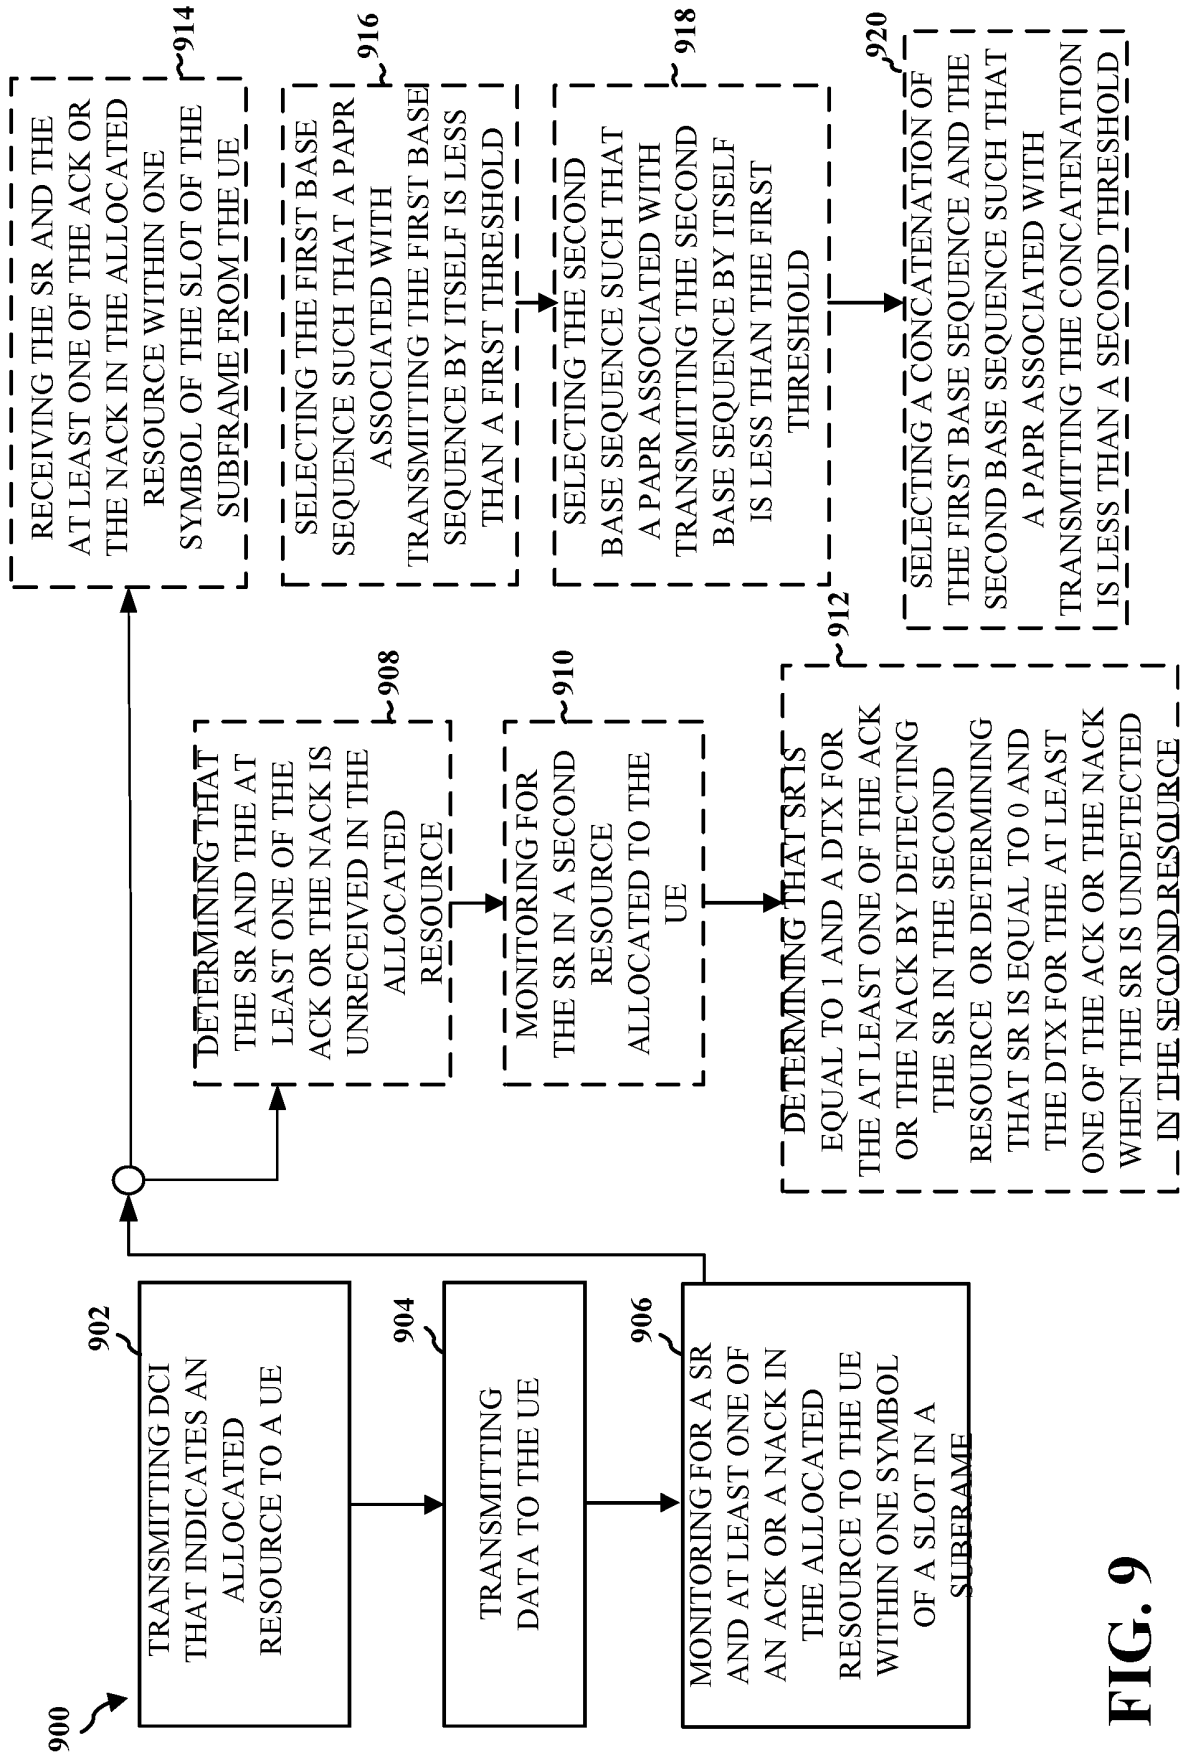 900
902
TRANSMITTING DCI
THAT INDICATES AN
ALLOCATED
RESOURCE TO A UE
904
TRANSMITTING
DATA TO THE UE
906
MONITORING FOR A SR
AND AT LEAST ONE OF
AN ACK OR A NACK IN
THE ALLOCATED
RESOURCE TO THE UE
WITHIN ONE SYMBOL
OF A SLOT IN A
SUBFRAME
908
DETERMINING THAT
THE SR AND THE AT
LEAST ONE OF THE
ACK OR THE NACK IS
UNRECEIVED IN THE
ALLOCATED
RESOURCE
910
MONITORING FOR
THE SR IN A SECOND
RESOURCE
ALLOCATED TO THE
UE
912
DETERMINING THAT SR IS
EQUAL TO 1 AND A DTX FOR
THE AT LEAST ONE OF THE ACK
OR THE NACK BY DETECTING
THE SR IN THE SECOND
RESOURCE OR DETERMINING
THAT SR IS EQUAL TO 0 AND
THE DTX FOR THE AT LEAST
ONE OF THE ACK OR THE NACK
WHEN THE SR IS UNDETECTED
IN THE SECOND RESOURCE
914
RECEIVING THE SR AND THE
AT LEAST ONE OF THE ACK OR
THE NACK IN THE ALLOCATED
RESOURCE WITHIN ONE
SYMBOL OF THE SLOT OF THE
SUBFRAME FROM THE UE
916
SELECTING THE FIRST BASE
SEQUENCE SUCH THAT A PAPR
ASSOCIATED WITH
TRANSMITTING THE FIRST BASE
SEQUENCE BY ITSELF IS LESS
THAN A FIRST THRESHOLD
918
SELECTING THE SECOND
BASE SEQUENCE SUCH THAT
A PAPR ASSOCIATED WITH
TRANSMITTING THE SECOND
BASE SEQUENCE BY ITSELF
IS LESS THAN THE FIRST
THRESHOLD
920
SELECTING A CONCATENATION OF
THE FIRST BASE SEQUENCE AND THE
SECOND BASE SEQUENCE SUCH THAT
A PAPR ASSOCIATED WITH
TRANSMITTING THE CONCATENATION
IS LESS THAN A SECOND THRESHOLD
FIG. 9